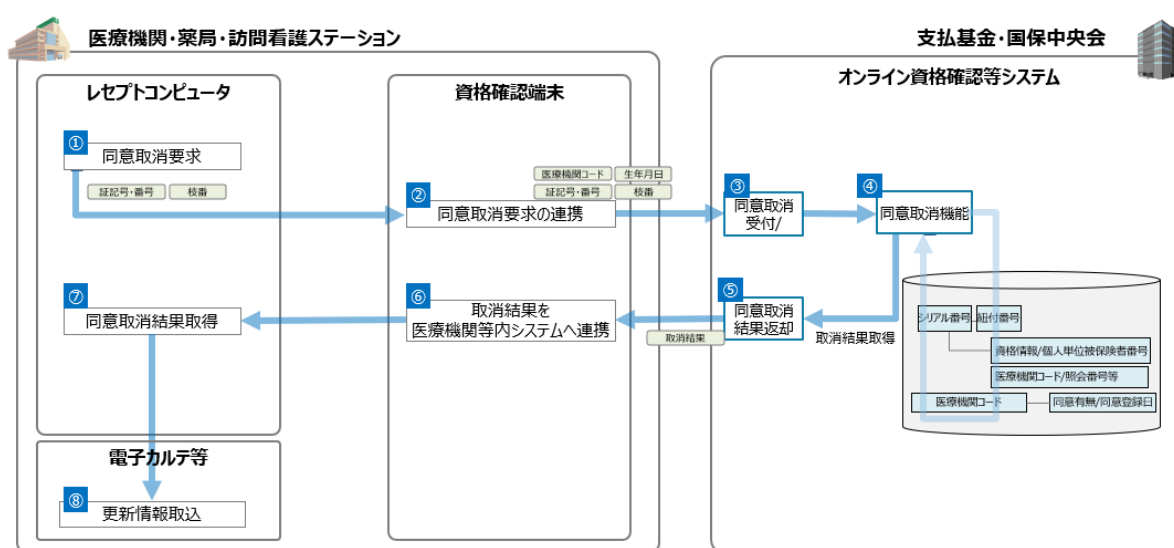 医療機関・薬局・訪問看護ステーション
支払基金・国保中央会
レセプトコンピュータ
資格確認端末
オンライン資格確認等システム
①
同意取消要求
証記号・番号 枝番
②
同意取消要求の連携
医療機関コード 生年月日
証記号・番号 枝番
③
同意取消
受付/
④
同意取消機能
⑤
同意取消
結果返却
取消結果
取消結果取得
⑥
取消結果を
医療機関等内システムへ連携
⑦
同意取消結果取得
シリアル番号 紐付番号
資格情報/個人単位被保険者番号
医療機関コード/照会番号等
医療機関コード 同意有無/同意登録日
電子カルテ等
⑧
更新情報取込